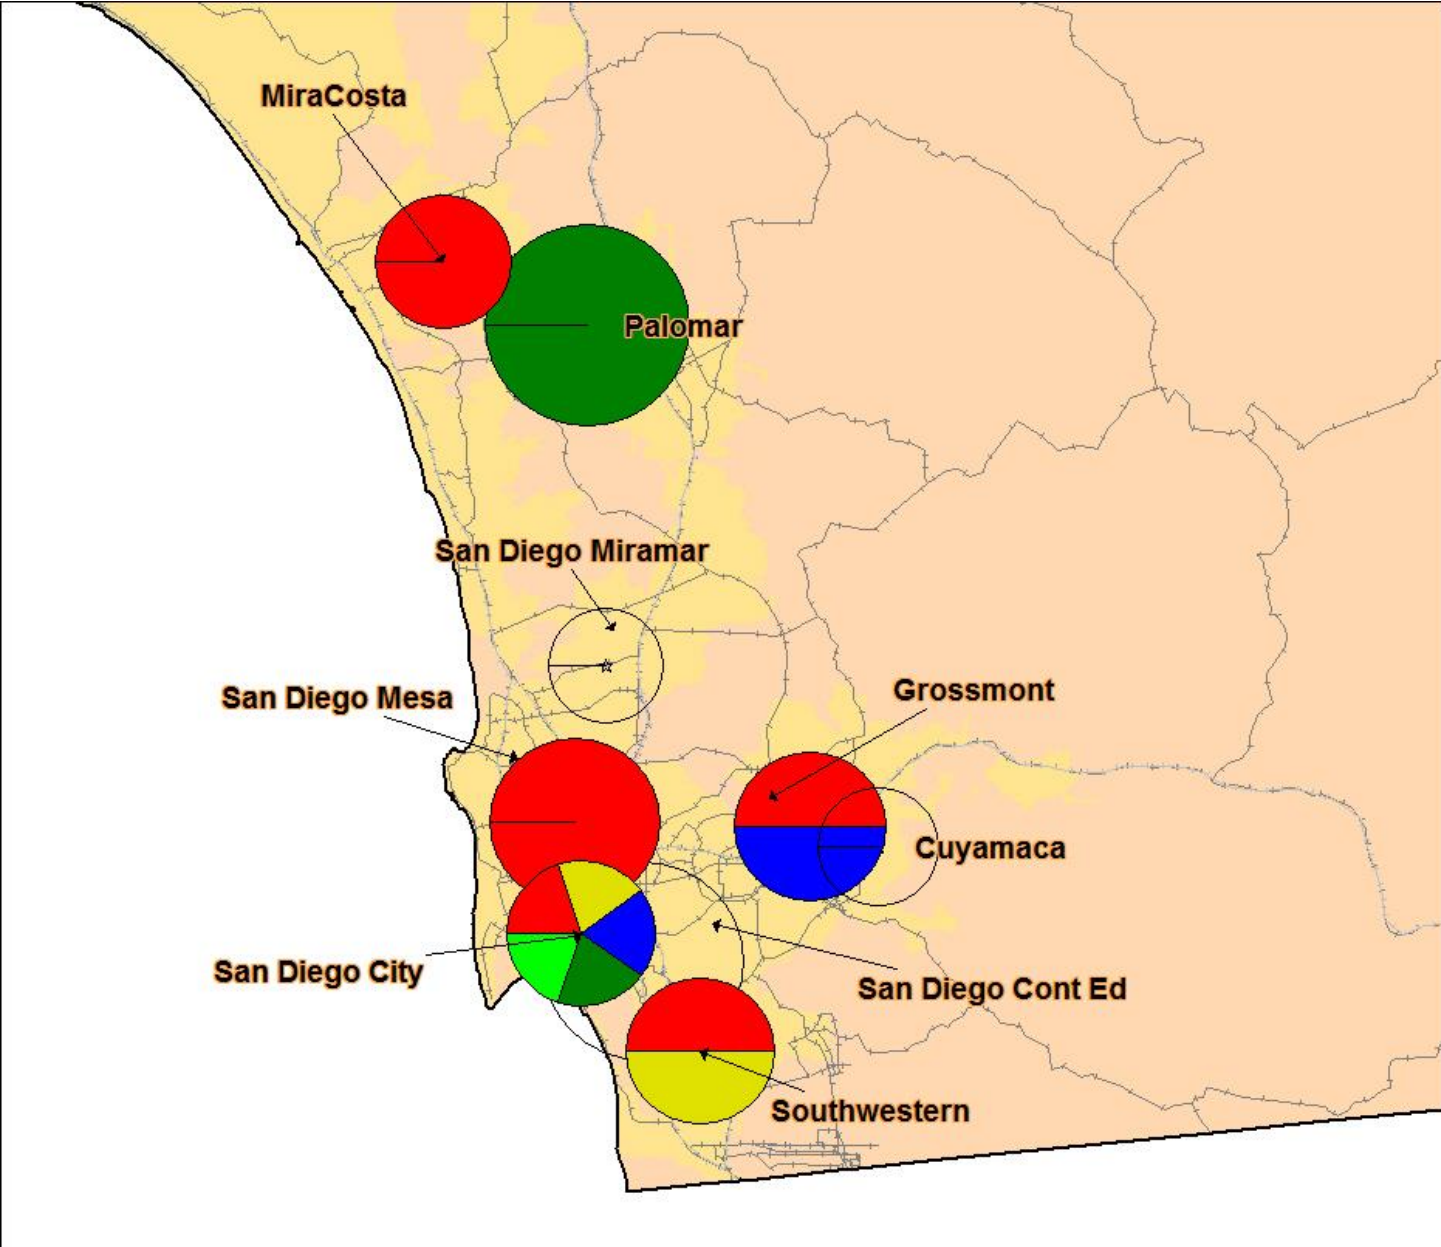 MiraCosta
Palomar
San Diego Miramar
San Diego Mesa
Grossmont
Cuyamaca
San Diego City
San Diego Cont Ed
Southwestern